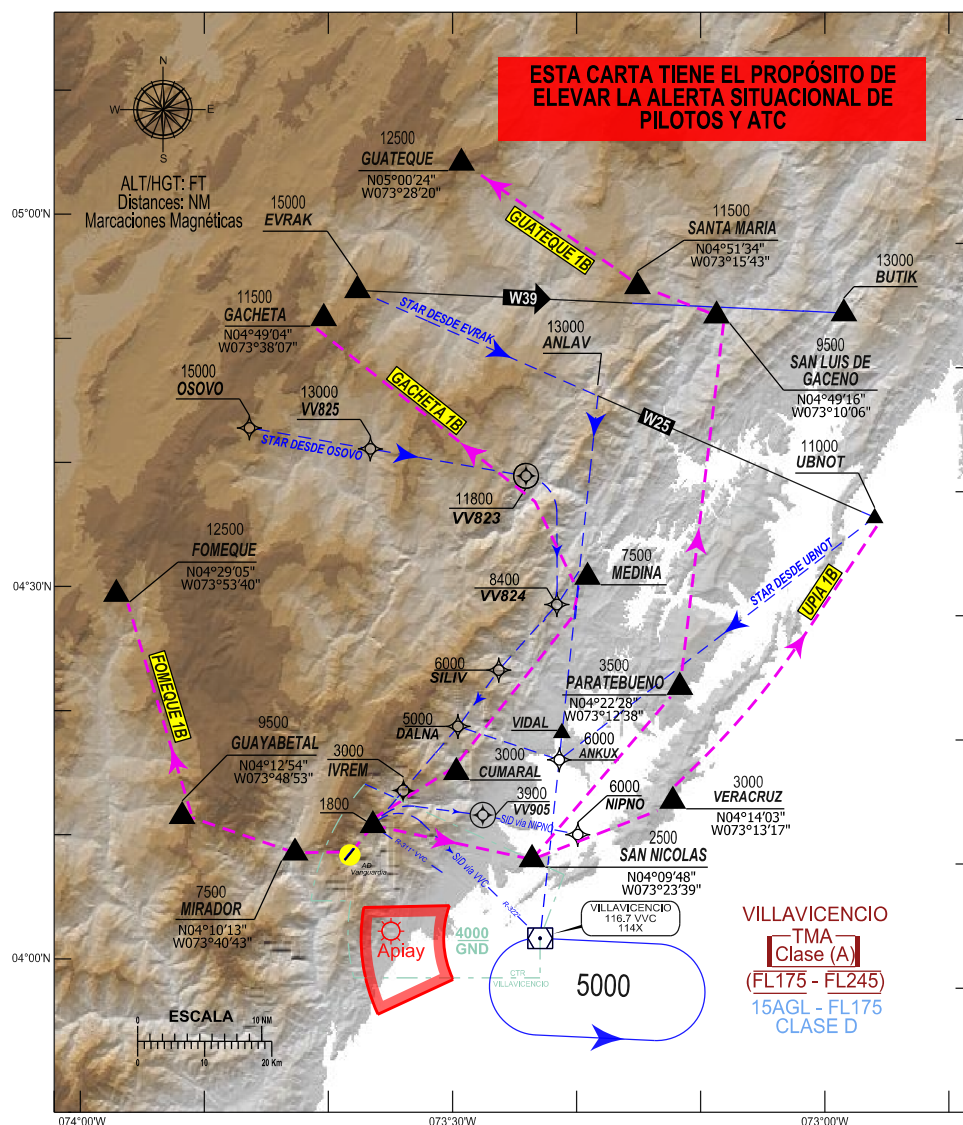 ESTA CARTA TIENE EL PROPÓSITO DE
ELEVAR LA ALERTA SITUACIONAL DE
PILOTOS Y ATC
N
W
E
S
ALT/HGT: FT
Distances: NM
Marcaciones Magnéticas
12500
GUATEQUE
N05°00'24"
W073°28'20"
05°00'N
15000
EVRAK
11500
SANTA MARIA
N04°51'34"
W073°15'43"
GUATEQUE 1B
13000
BUTIK
W39
STAR DESDE EVRAK
11500
GACHETA
N04°49'04"
W073°38'07"
13000
ANLAV
9500
SAN LUIS DE
GACENO
N04°49'16"
W073°10'06"
15000
OSOVO
13000
VV825
GACHETA 1B
STAR DESDE OSOVO
W25
11000
UBNOT
11800
VV823
12500
FOMEQUE
N04°29'05"
W073°53'40"
04°30'N
7500
MEDINA
8400
VV824
STAR DESDE UBNOT
UPIA 1B
FOMEQUE 1B
6000
SILIV
3500
PARATEBUENO
N04°22'28"
W073°12'38"
5000
DALNA
VIDAL
6000
ANKUX
9500
GUAYABETAL
N04°12'54"
W073°48'53"
3000
IVREM
3000
CUMARAL
3900
VV905
6000
NIPNO
3000
VERACRUZ
N04°14'03"
W073°13'17"
1800
SID via NIPNO
2500
SAN NICOLAS
N04°09'48"
W073°23'39"
AD
Vanguardia
R-311° VVC
SID via VVC
R-322°
7500
MIRADOR
N04°10'13"
W073°40'43"
VILLAVICENCIO
116.7 VVC
114X
VILLAVICENCIO
TMA
Clase (A)
(FL175 - FL245)
15AGL - FL175
CLASE D
4000
GND
Apiay
04°00'N
CTR
VILLAVICENCIO
5000
ESCALA
0
10 NM
0
10
20 Km
074°00'W
073°30'W
073°00'W